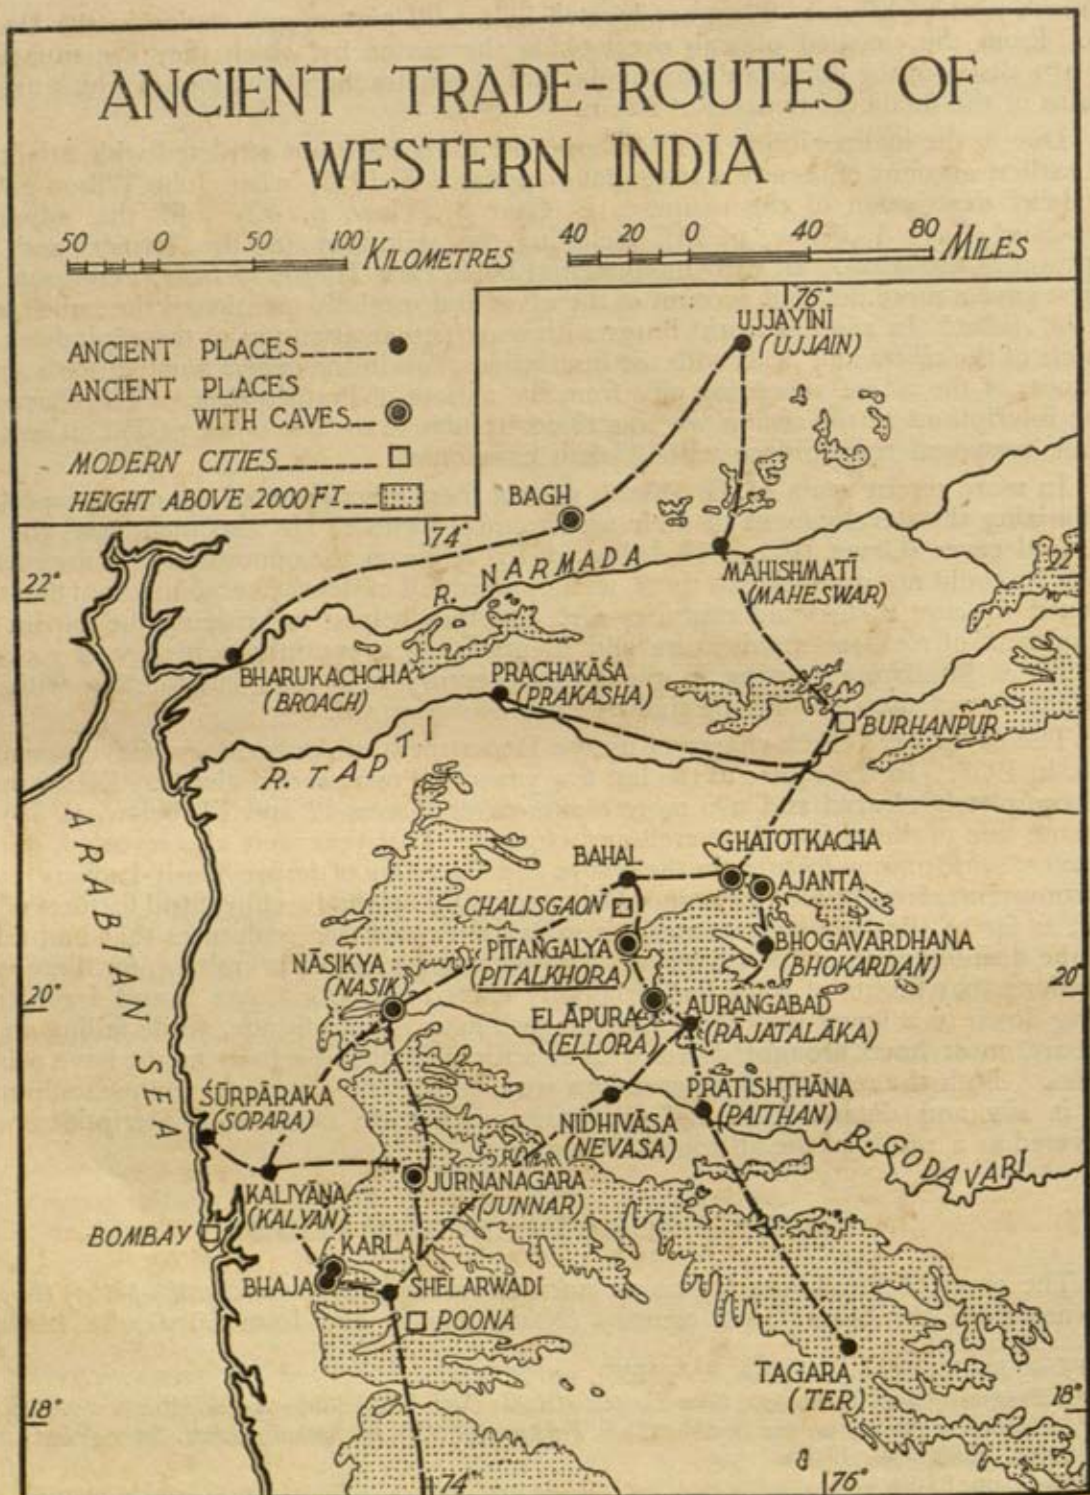 ANCIENT TRADE-ROUTES OF
WESTERN INDIA
50 0 50 100 KILOMETRES
40 20 0 40 80 MILES
ANCIENT PLACES
ANCIENT PLACES
WITH CAVES
MODERN CITIES
HEIGHT ABOVE 2000 FT
76°
UJJAYINĪ
(UJJAIN)
BAGH
74°
22°
R. NARMADA
MĀHISHMATĪ
(MAHESWAR)
22°
BHARUKACHCHA
(BROACH)
PRACHAKĀŚA
(PRAKASHA)
BURHANPUR
R. TAPTI
ARABIAN SEA
GHATOTKACHA
BAHAL
AJANTA
CHALISGAON
PĪTAṄGALYA
(PITALKHORA)
BHOGAVARDHANA
(BHOKARDAN)
NĀSIKYA
(NASIK)
20°
20°
ELĀPURA
(ELLORA)
AURANGABAD
(RĀJATALĀKA)
ŚŪRPĀRAKA
(SOPARA)
NIDHIVĀSA
(NEVASA)
PRATISHṬHĀNA
(PAITHAN)
R. GODAVARI
KALIYĀNA
(KALYAN)
JŪRNANAGARA
(JUNNAR)
BOMBAY
KARLA
BHAJA
SHELARWADI
POONA
TAGARA
(TER)
18°
18°
74°
76°